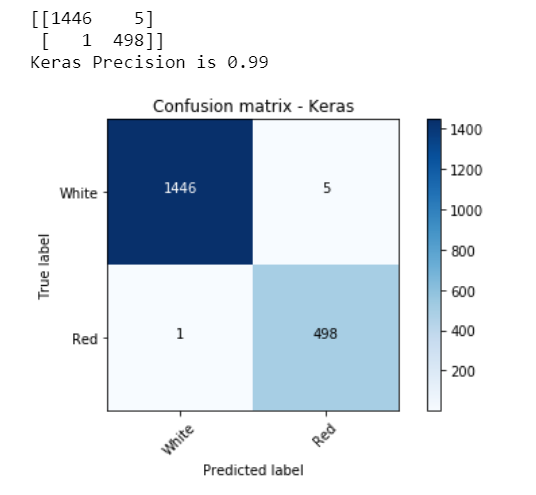 [[1446    5]
 [   1  498]]
Keras Precision is 0.99
Confusion matrix - Keras
1400
1200
1000
800
600
400
200
True label
White
1446
5
Red
1
498
White
Red
Predicted label